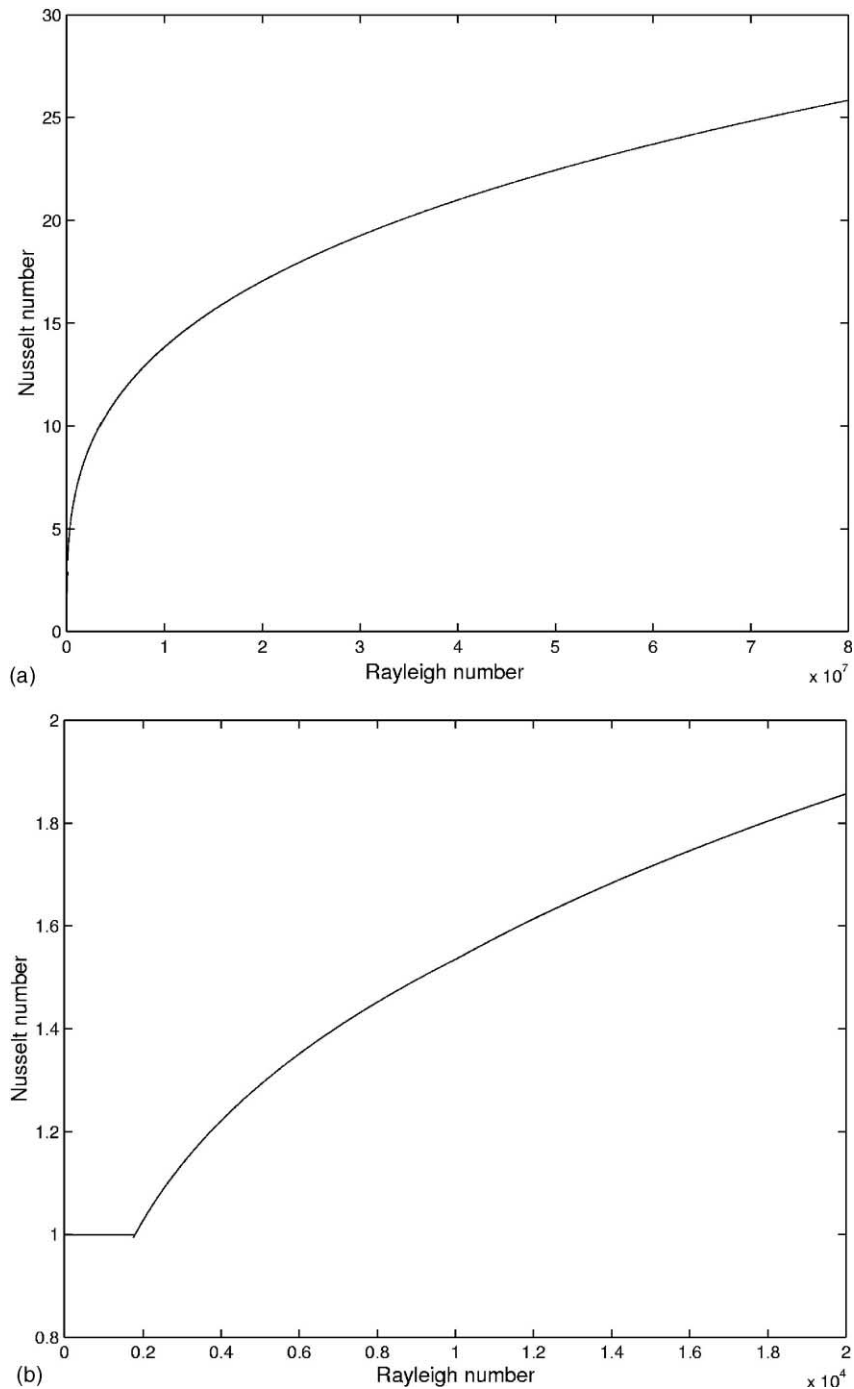 30
25
20
15
10
5
0
Nusselt number
0 1 2 3 4 5 6 7 8
Rayleigh number
x 10^7
(a)
2
1.8
1.6
1.4
1.2
1
0.8
Nusselt number
0 0.2 0.4 0.6 0.8 1 1.2 1.4 1.6 1.8 2
Rayleigh number
x 10^4
(b)